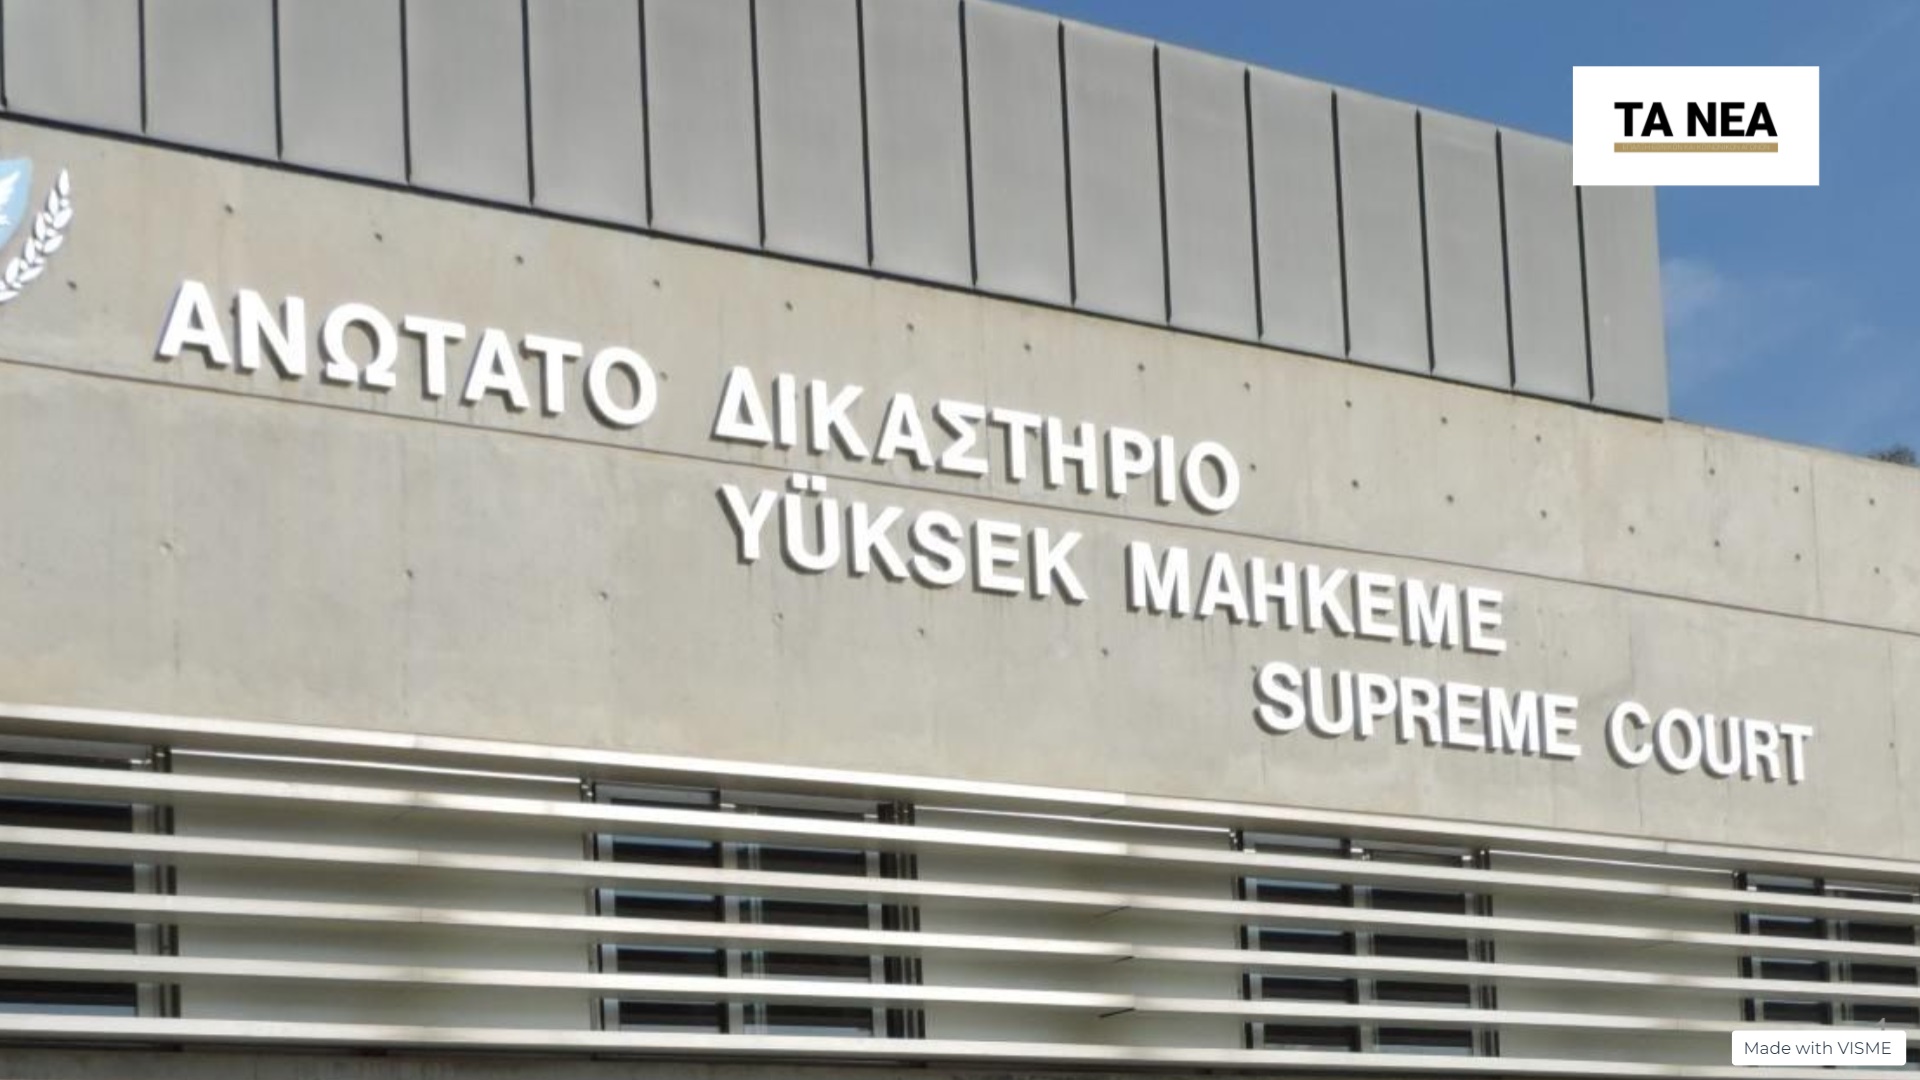 TA NEA
ΑΝΩΤΑΤΟ ΔΙΚΑΣΤΗΡΙΟ
YÜKSEK MAHKEME
SUPREME COURT
Made with VISME